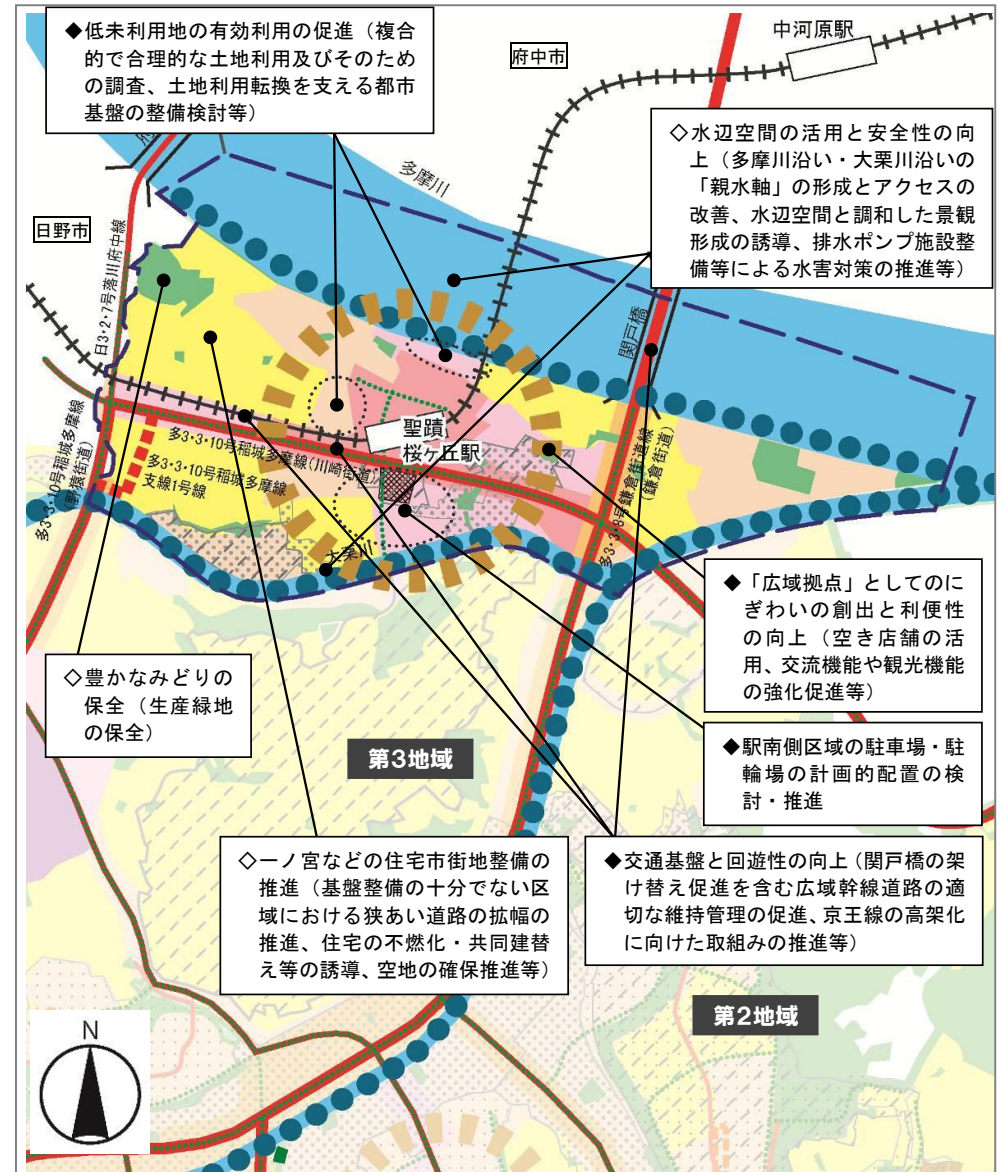 ◆低未利用地の有効利用の促進（複合
的で合理的な土地利用及びそのため
の調査、土地利用転換を支える都市
基盤の整備検討等）
中河原駅
府中市
◇水辺空間の活用と安全性の向
上（多摩川沿い・大栗川沿いの
「親水軸」の形成とアクセスの
改善、水辺空間と調和した景観
形成の誘導、排水ポンプ施設整
備等による水害対策の推進等）
多摩川
日野市
日3・2・7号落川府中線
関戸橋
聖蹟
桜ヶ丘駅
多3・3・10号稲城多摩線(川崎街道)
多3・3・10号稲城多摩線
支線1号線
多3・3・10号稲城多摩線
(野猿街道)
多3・3・8号鎌倉街道線
(鎌倉街道)
大栗川
◆「広域拠点」としてのに
ぎわいの創出と利便性
の向上（空き店舗の活
用、交流機能や観光機能
の強化促進等）
◇豊かなみどりの
保全（生産緑地
の保全）
◆駅南側区域の駐車場・駐
輪場の計画的配置の検
討・推進
第3地域
◇一ノ宮などの住宅市街地整備の
推進（基盤整備の十分でない区
域における狭あい道路の拡幅の
推進、住宅の不燃化・共同建替
え等の誘導、空地の確保推進等）
◆交通基盤と回遊性の向上（関戸橋の架
け替え促進を含む広域幹線道路の適
切な維持管理の促進、京王線の高架化
に向けた取組みの推進等）
第2地域
N